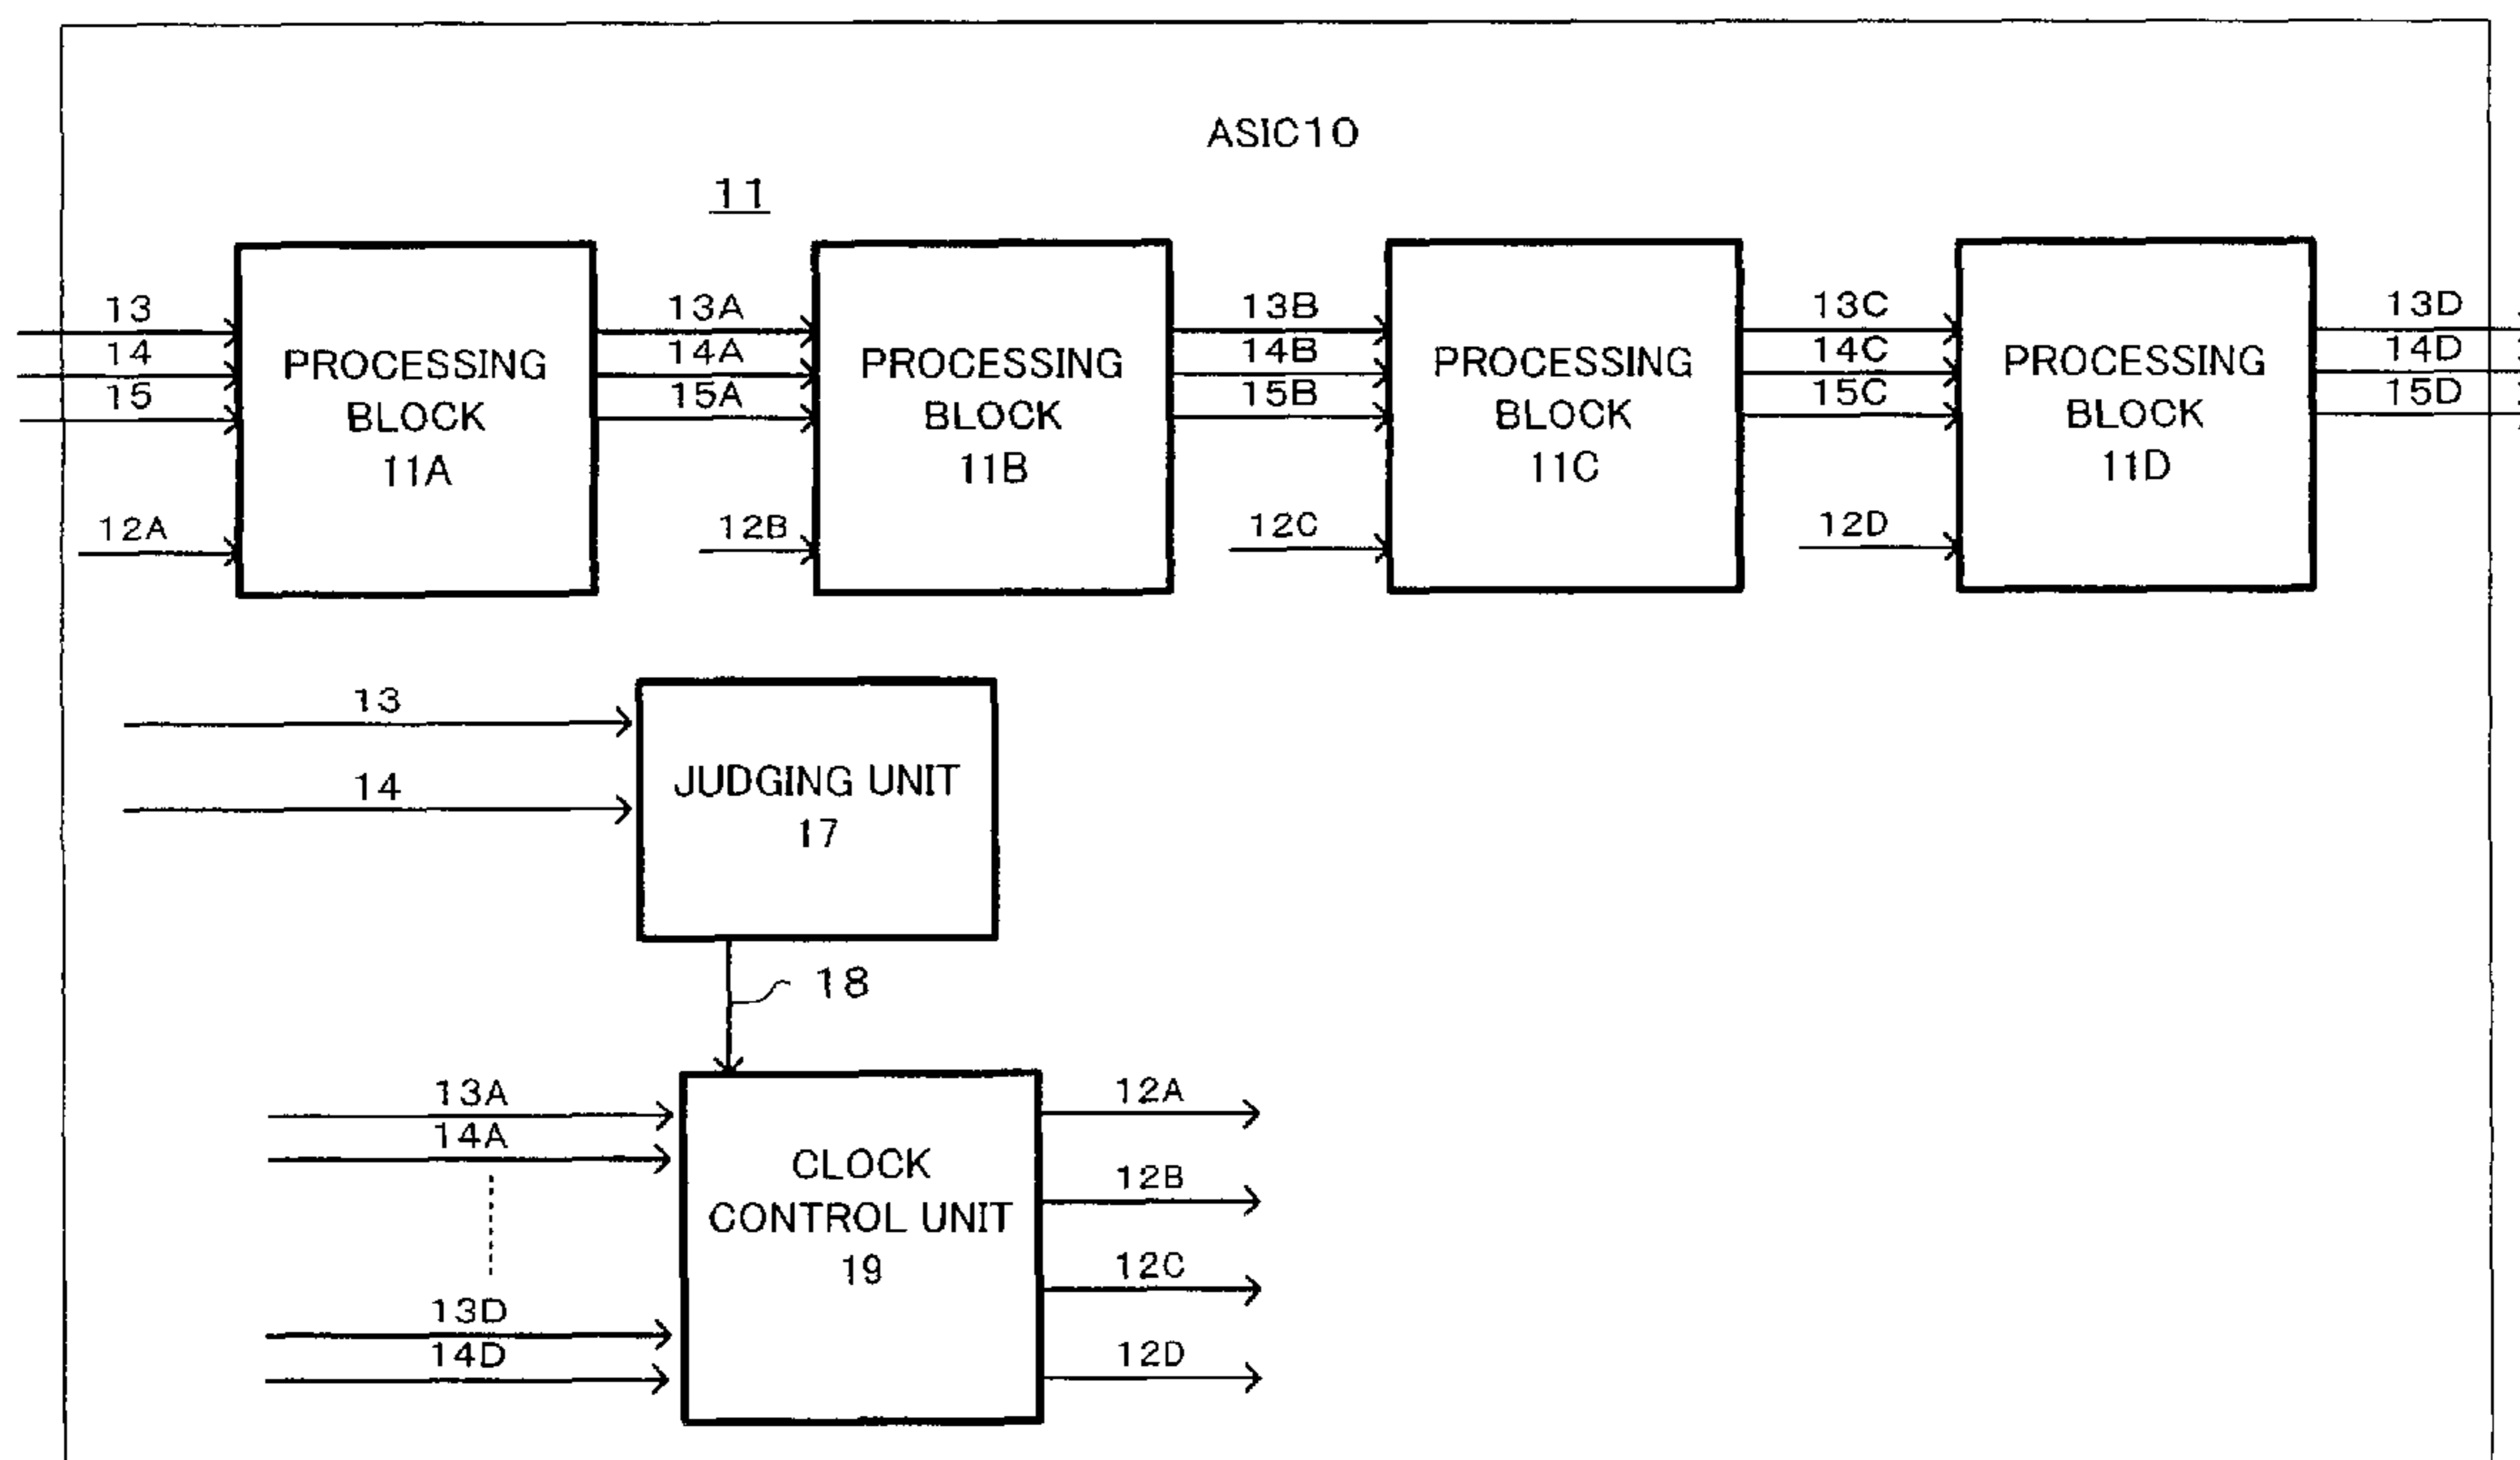 ASIC10
11
13
14
15
12A
PROCESSING
BLOCK
11A
13A
14A
15A
12B
PROCESSING
BLOCK
11B
13B
14B
15B
12C
PROCESSING
BLOCK
11C
13C
14C
15C
12D
PROCESSING
BLOCK
11D
13D
14D
15D
13
14
JUDGING UNIT
17
18
13A
14A
13D
14D
CLOCK
CONTROL UNIT
19
12A
12B
12C
12D